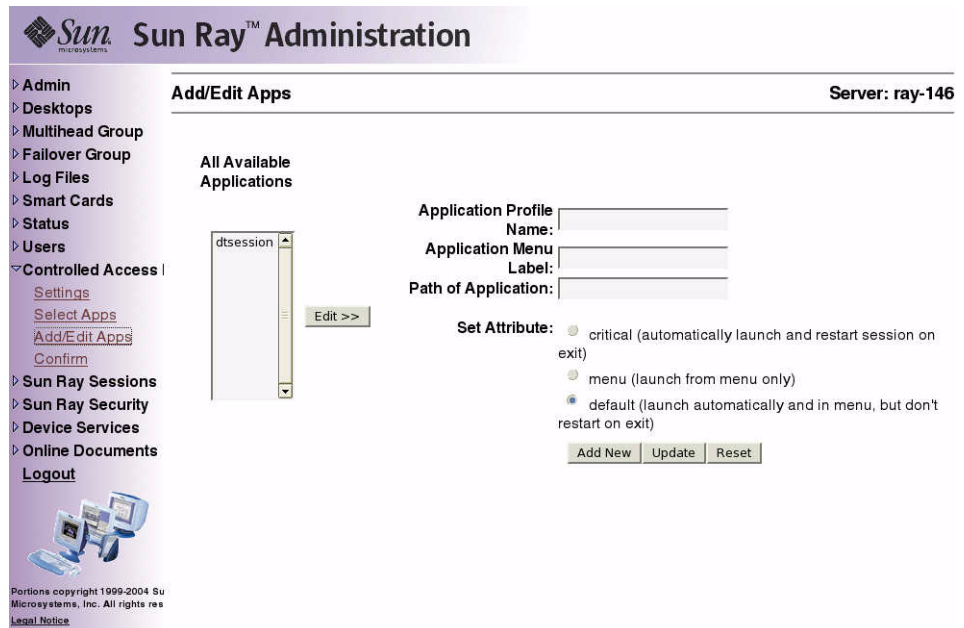 Sun microsystems Sun Ray™ Administration
Admin
Desktops
Multihead Group
Failover Group
Log Files
Smart Cards
Status
Users
Controlled Access
Settings
Select Apps
Add/Edit Apps
Confirm
Sun Ray Sessions
Sun Ray Security
Device Services
Online Documents
Logout
Portions copyright 1999-2004 Su
Microsystems, Inc. All rights res
Legal Notice
Add/Edit Apps Server: ray-146
All Available
Applications
dtsession
Edit >>
Application Profile
Name:
Application Menu
Label:
Path of Application:
Set Attribute:
critical (automatically launch and restart session on
exit)
menu (launch from menu only)
default (launch automatically and in menu, but don't
restart on exit)
Add New Update Reset